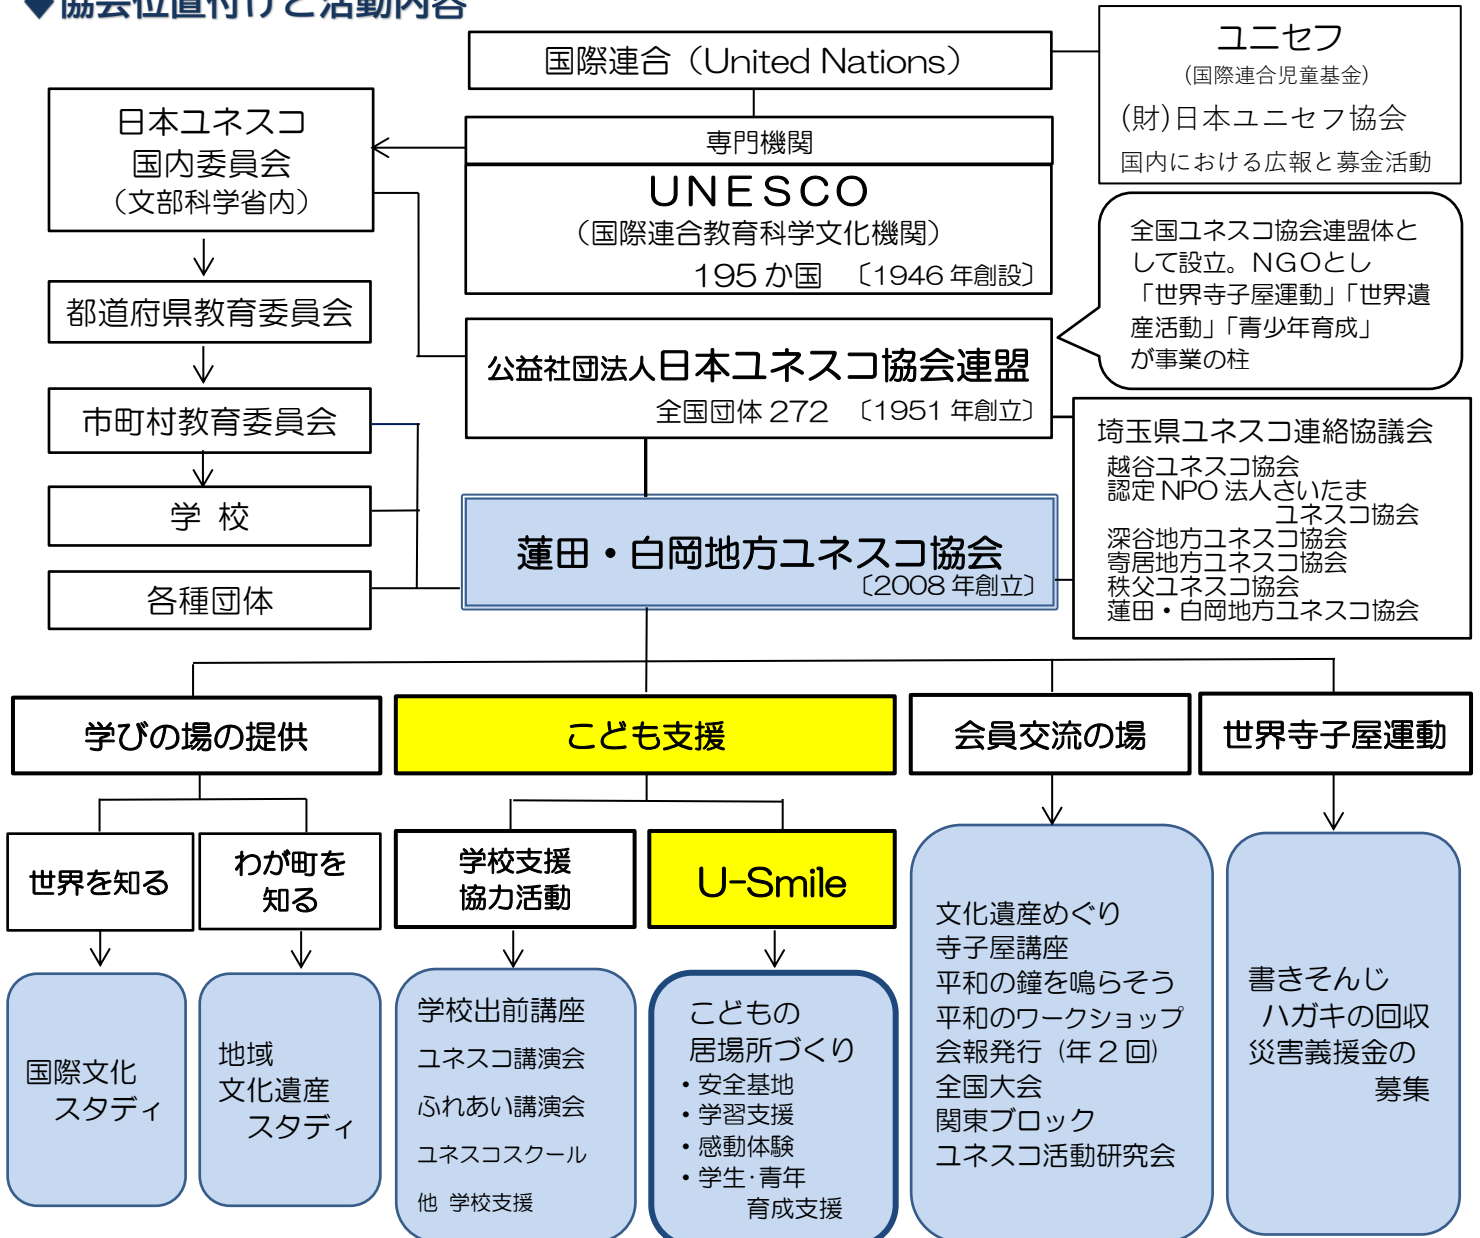 ◆協会位置付けと活動内容
国際連合（United Nations）
ユニセフ
(国際連合児童基金)
(財)日本ユニセフ協会
国内における広報と募金活動
日本ユネスコ
国内委員会
（文部科学省内）
専門機関
UNESCO
（国際連合教育科学文化機関）
195か国 〔1946年創設〕
全国ユネスコ協会連盟体と
して設立。NGOとし
「世界寺子屋運動」「世界遺
産活動」「青少年育成」
が事業の柱
都道府県教育委員会
公益社団法人日本ユネスコ協会連盟
全国団体272 〔1951年創立〕
市町村教育委員会
埼玉県ユネスコ連絡協議会
越谷ユネスコ協会
認定NPO法人さいたま
ユネスコ協会
深谷地方ユネスコ協会
寄居地方ユネスコ協会
秩父ユネスコ協会
蓮田・白岡地方ユネスコ協会
学 校
蓮田・白岡地方ユネスコ協会
〔2008年創立〕
各種団体
学びの場の提供
こども支援
会員交流の場
世界寺子屋運動
世界を知る
わが町を
知る
学校支援
協力活動
U-Smile
国際文化
スタディ
地域
文化遺産
スタディ
学校出前講座
ユネスコ講演会
ふれあい講演会
ユネスコスクール
他 学校支援
こどもの
居場所づくり
・安全基地
・学習支援
・感動体験
・学生・青年
育成支援
文化遺産めぐり
寺子屋講座
平和の鐘を鳴らそう
平和のワークショップ
会報発行（年２回）
全国大会
関東ブロック
ユネスコ活動研究会
書きそんじ
ハガキの回収
災害義援金の
募集